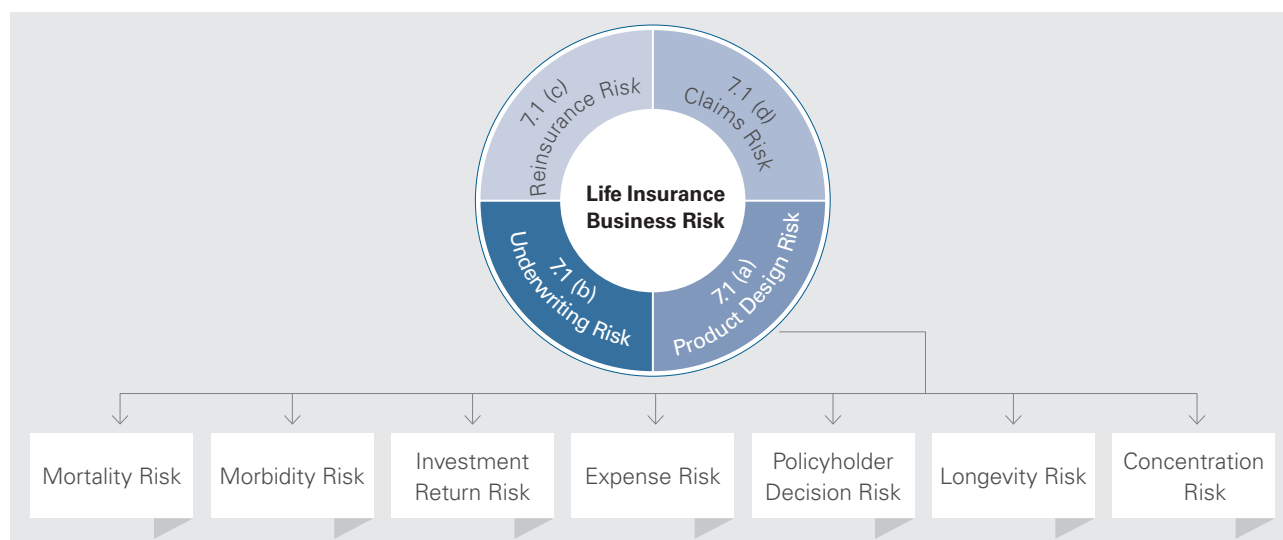 7.1 (c)
Reinsurance Risk
7.1 (d)
Claims Risk
Life Insurance
Business Risk
7.1 (b)
Underwriting Risk
7.1 (a)
Product Design Risk
Mortality Risk
Morbidity Risk
Investment
Return Risk
Expense Risk
Policyholder
Decision Risk
Longevity Risk
Concentration
Risk